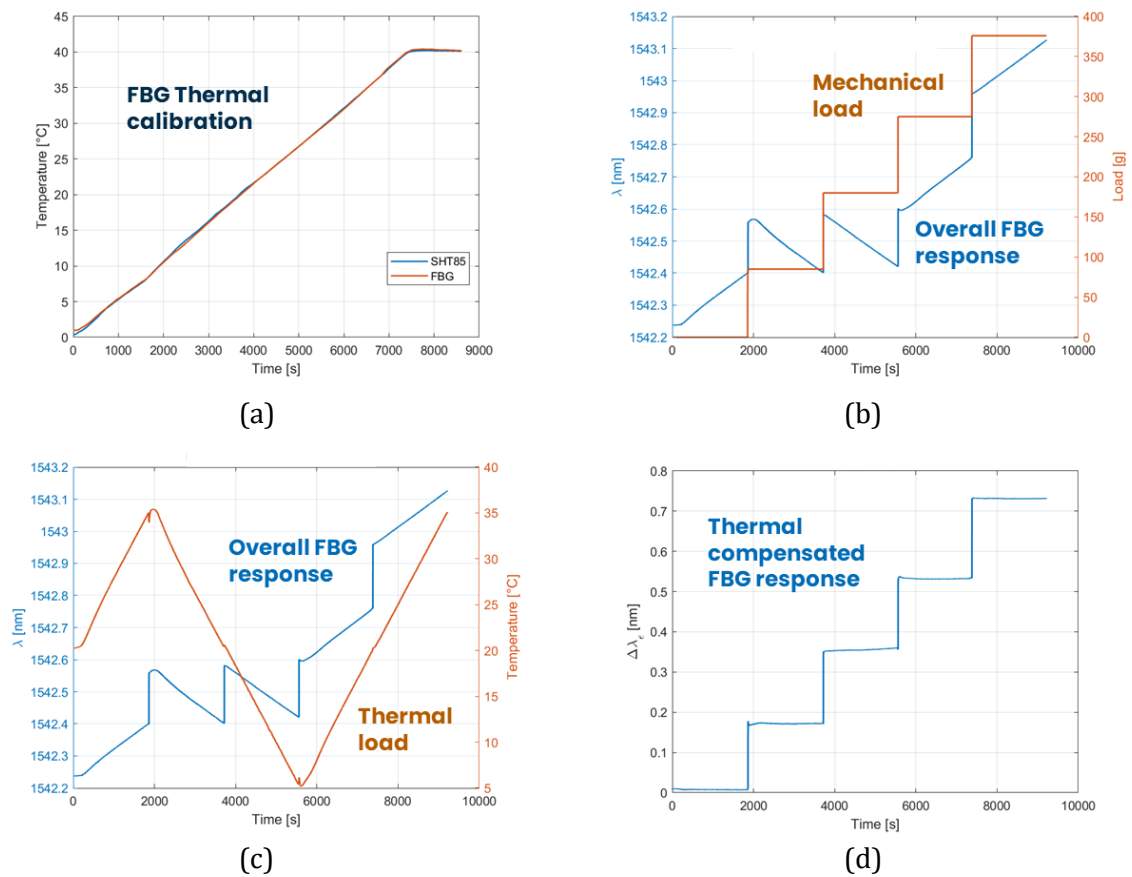 FBG Thermal
calibration
Temperature [°C]
45
40
35
30
25
20
15
10
5
0
0 1000 2000 3000 4000 5000 6000 7000 8000 9000
Time [s]
SHT85
FBG
(a)
Mechanical
load
Overall FBG
response
λ [nm]
1543.2
1543.1
1543
1542.9
1542.8
1542.7
1542.6
1542.5
1542.4
1542.3
1542.2
Load [g]
400
350
300
250
200
150
100
50
0
0 2000 4000 6000 8000 10000
Time [s]
(b)
Overall FBG
response
Thermal
load
λ [nm]
1543.2
1543.1
1543
1542.9
1542.8
1542.7
1542.6
1542.5
1542.4
1542.3
1542.2
Temperature [°C]
40
35
30
25
20
15
10
5
0 2000 4000 6000 8000 10000
Time [s]
(c)
Thermal
compensated
FBG response
Δλϵ [nm]
0.8
0.7
0.6
0.5
0.4
0.3
0.2
0.1
0
0 2000 4000 6000 8000 10000
Time [s]
(d)